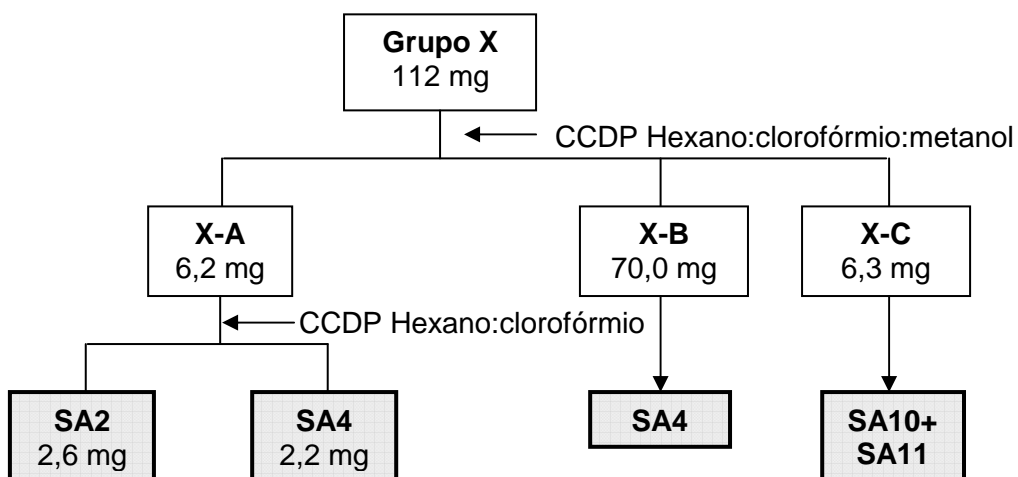 Grupo X
112 mg
CCDP Hexano:clorofórmio:metanol
X-A
6,2 mg
X-B
70,0 mg
X-C
6,3 mg
CCDP Hexano:clorofórmio
SA2
2,6 mg
SA4
2,2 mg
SA4
SA10+
SA11